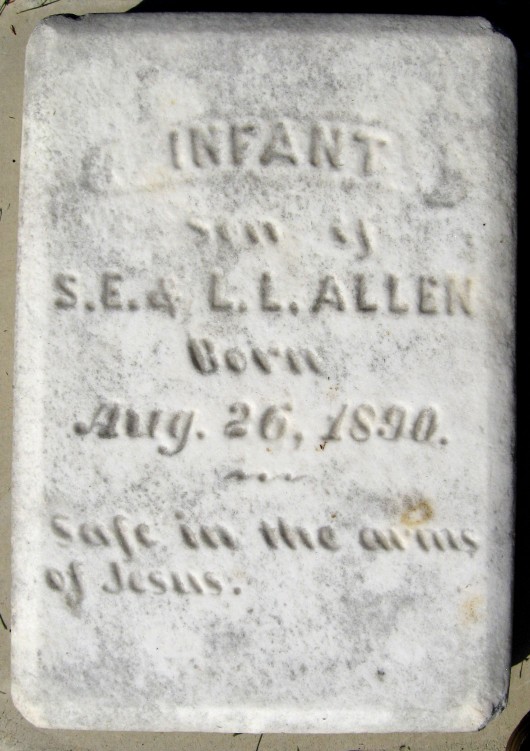 INFANT
Son of
S.E. & L.L. ALLEN
Born
Aug. 26, 1890.
Safe in the arms
of Jesus.